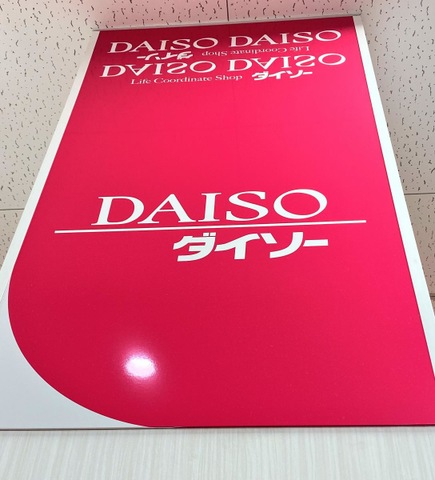 DAISO DAISO
ダイソー Life Coordinate Shop
DAISO DAISO
Life Coordinate Shop ダイソー
DAISO
ダイソー